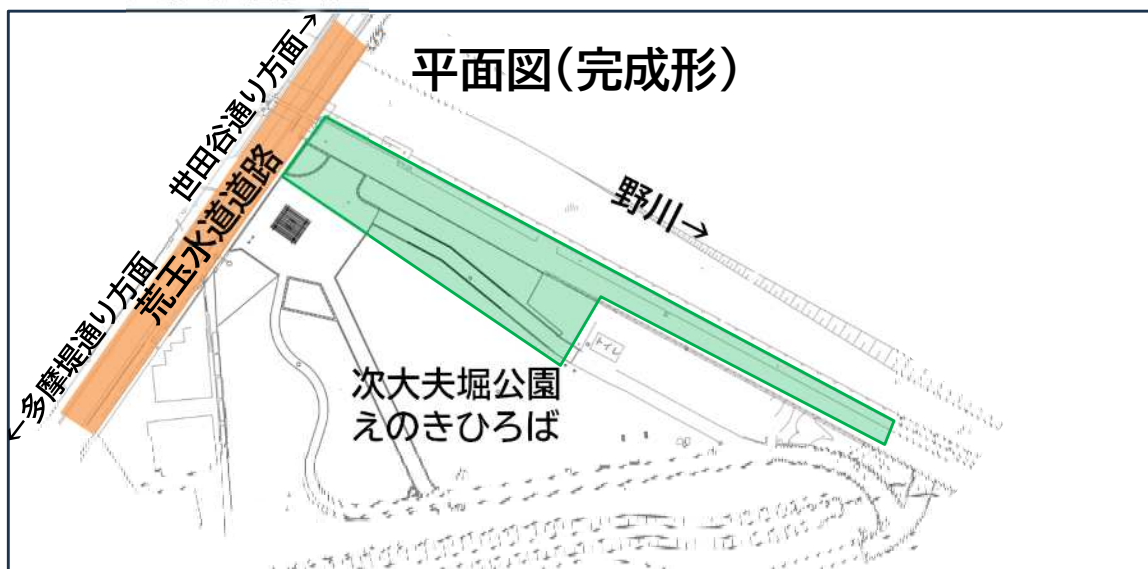 平面図(完成形)
世田谷通り方面→
荒玉水道道路
←多摩堤通り方面
野川→
トイレ
次大夫堀公園
えのきひろば